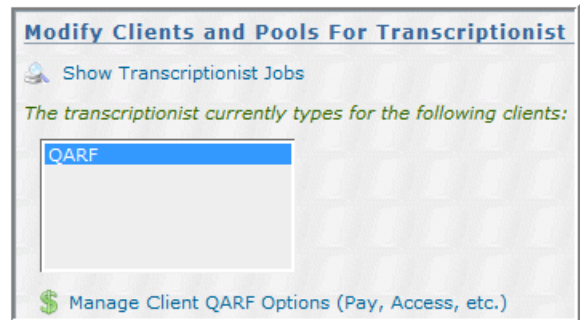 Modify Clients and Pools For Transcriptionist
Show Transcriptionist Jobs
The transcriptionist currently types for the following clients:
QARF
Manage Client QARF Options (Pay, Access, etc.)